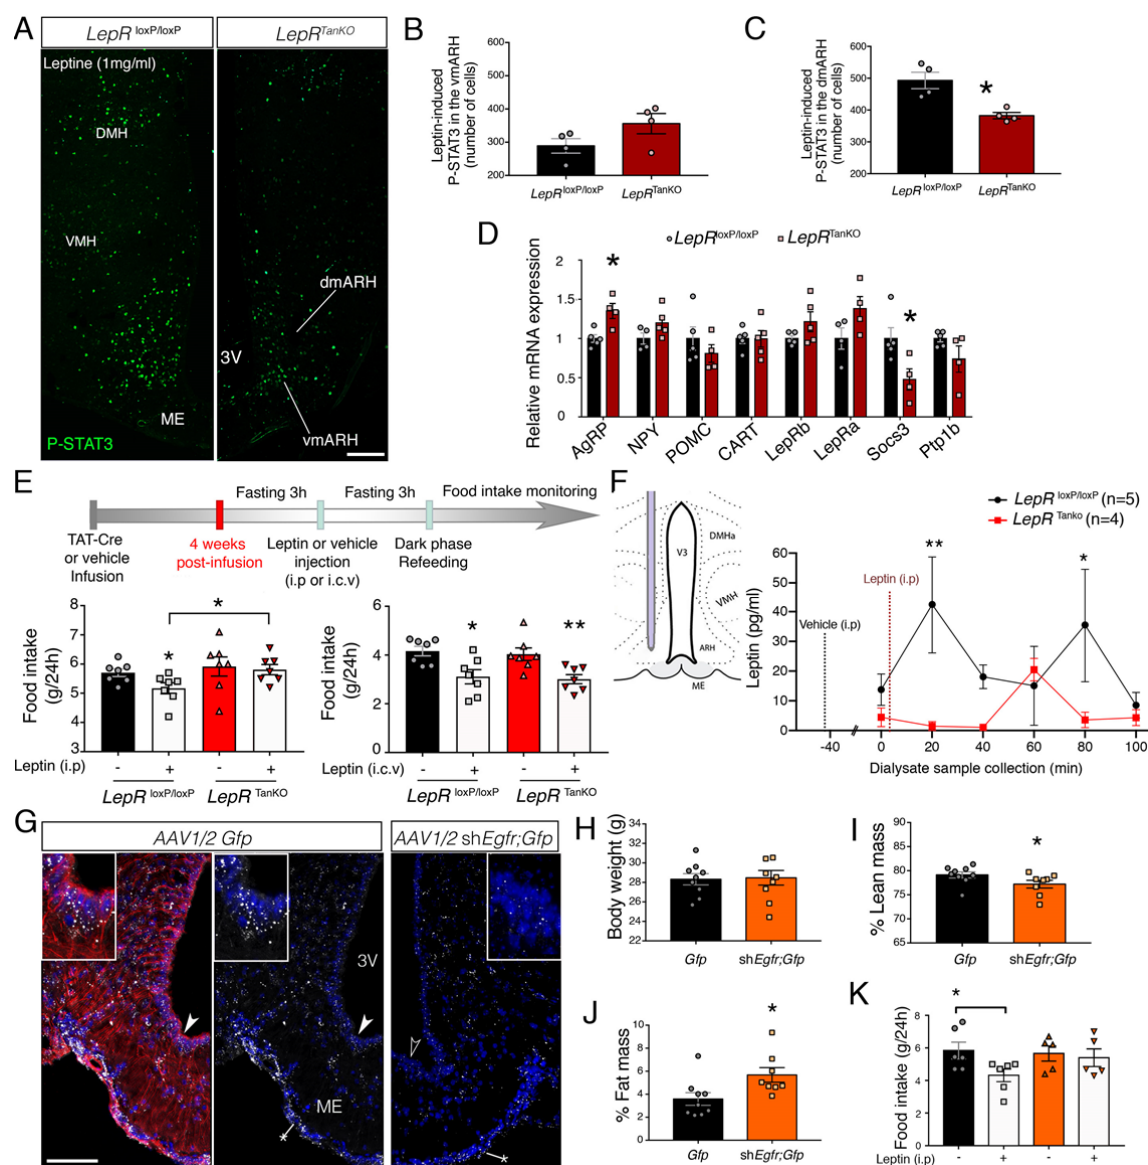 A
LepR loxP/loxP
LepR TanKO
Leptine (1mg/ml)
DMH
VMH
dmARH
3V
ME
vmARH
P-STAT3
B
Leptin-induced
P-STAT3 in the vmARH
(number of cells)
600
500
400
300
200
LepR loxP/loxP
LepR TanKO
C
Leptin-induced
P-STAT3 in the dmARH
(number of cells)
600
500
400
300
200
*
LepR loxP/loxP
LepR TanKO
D
LepR loxP/loxP
LepR TanKO
Relative mRNA expression
2
1.5
1
0.5
0
*
*
AgRP
NPY
POMC
CART
LepRb
LepRa
Socs3
Ptp1b
E
Fasting 3h
Fasting 3h
Food intake monitoring
TAT-Cre
or vehicle
Infusion
4 weeks
post-infusion
Leptin or vehicle
injection
(i.p or i.c.v)
Dark phase
Refeeding
Food intake
(g/24h)
8
7
6
5
3
*
*
Leptin (i.p)
- + - +
LepR loxP/loxP
LepR TanKO
Food intake
(g/24h)
6
4
2
0
*
**
Leptin (i.c.v)
- + - +
LepR loxP/loxP
LepR TanKO
F
V3
DMHa
VMH
ARH
ME
LepR loxP/loxP (n=5)
LepR Tanko (n=4)
Leptin (pg/ml)
60
50
40
30
20
10
0
Vehicle (i.p)
Leptin (i.p)
**
*
-40 0 20 40 60 80 100
Dialysate sample collection (min)
G
AAV1/2 Gfp
AAV1/2 shEgfr;Gfp
3V
ME
*
*
H
Body weight (g)
32
30
28
26
24
22
Gfp
shEgfr;Gfp
I
% Lean mass
90
85
80
75
70
65
*
Gfp
shEgfr;Gfp
J
% Fat mass
10
8
6
4
2
0
*
Gfp
shEgfr;Gfp
K
Food intake (g/24h)
8
7
6
5
4
3
2
1
0
*
Leptin (i.p)
- + - +